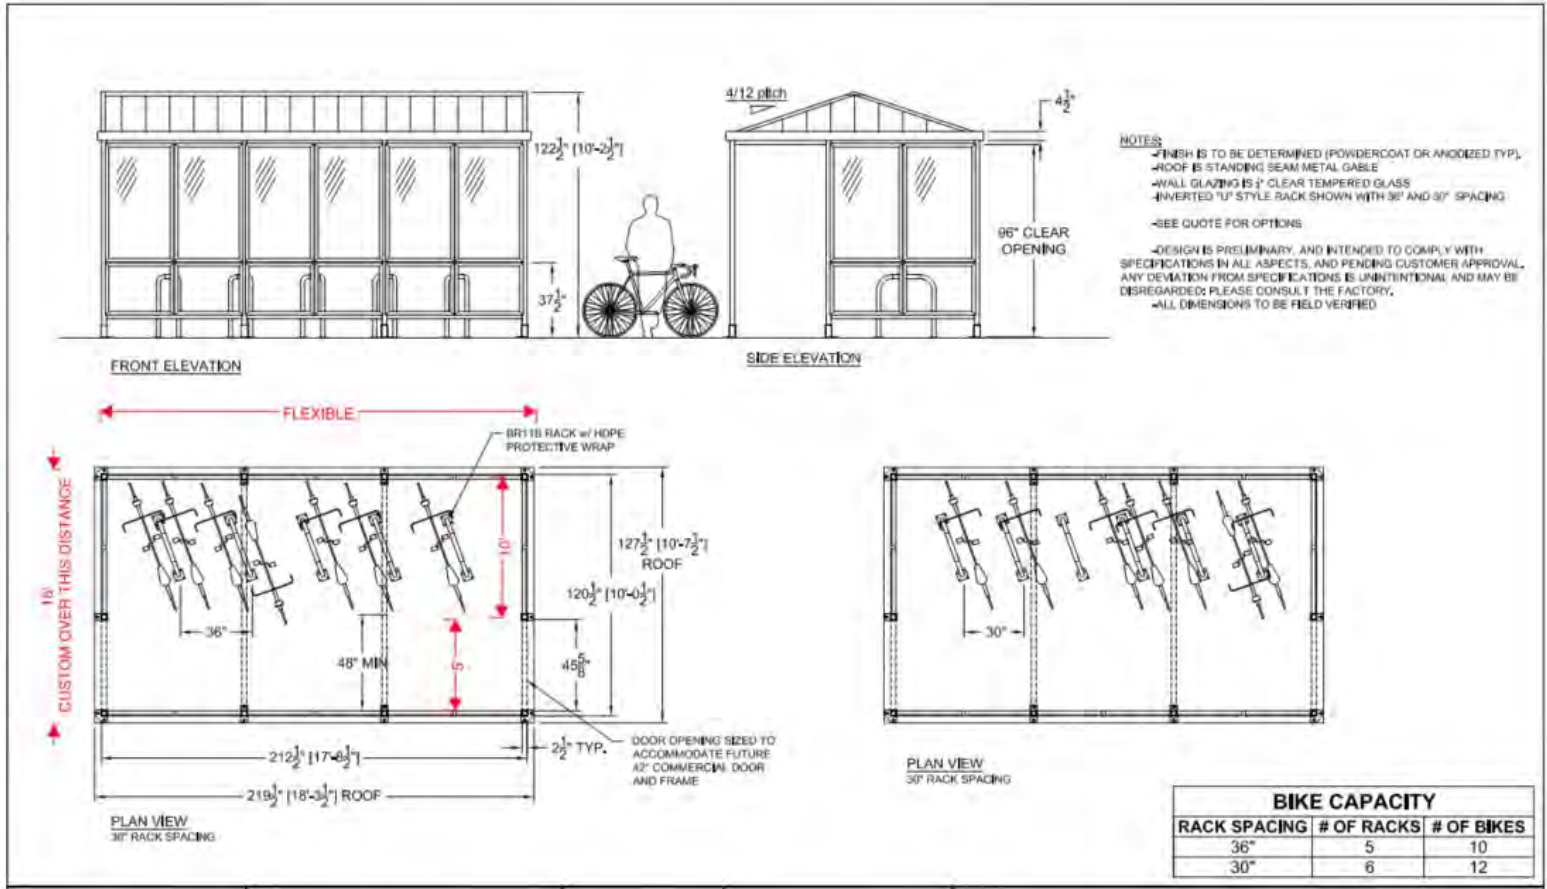 4/12 pitch
4½"
122½" [10'-2½"]
37½"
96" CLEAR
OPENING
FRONT ELEVATION
SIDE ELEVATION
NOTES:
-FINISH IS TO BE DETERMINED (POWDERCOAT OR ANODIZED TYP).
-ROOF IS STANDING SEAM METAL GABLE
-WALL GLAZING IS CLEAR TEMPERED GLASS
-INVERTED "U" STYLE RACK SHOWN WITH 36" AND 30" SPACING
-SEE QUOTE FOR OPTIONS
-DESIGN IS PRELIMINARY, AND INTENDED TO COMPLY WITH
SPECIFICATIONS IN ALL ASPECTS, AND PENDING CUSTOMER APPROVAL.
ANY DEVIATION FROM SPECIFICATIONS IS UNINTENTIONAL AND MAY BE
DISREGARDED; PLEASE CONSULT THE FACTORY.
-ALL DIMENSIONS TO BE FIELD VERIFIED
FLEXIBLE
BR11B RACK w/ HDPE
PROTECTIVE WRAP
CUSTOM OVER THIS DISTANCE
10'
127½" [10'-7½"]
ROOF
120½" [10'-0½"]
36"
48" MIN
5'
45⅝"
30"
212½" [17'-8½"]
2½" TYP.
219½" [18'-3½"] ROOF
DOOR OPENING SIZED TO
ACCOMMODATE FUTURE
42" COMMERCIAL DOOR
AND FRAME
PLAN VIEW
36" RACK SPACING
PLAN VIEW
30" RACK SPACING
BIKE CAPACITY
RACK SPACING # OF RACKS # OF BIKES
36" 5 10
30" 6 12